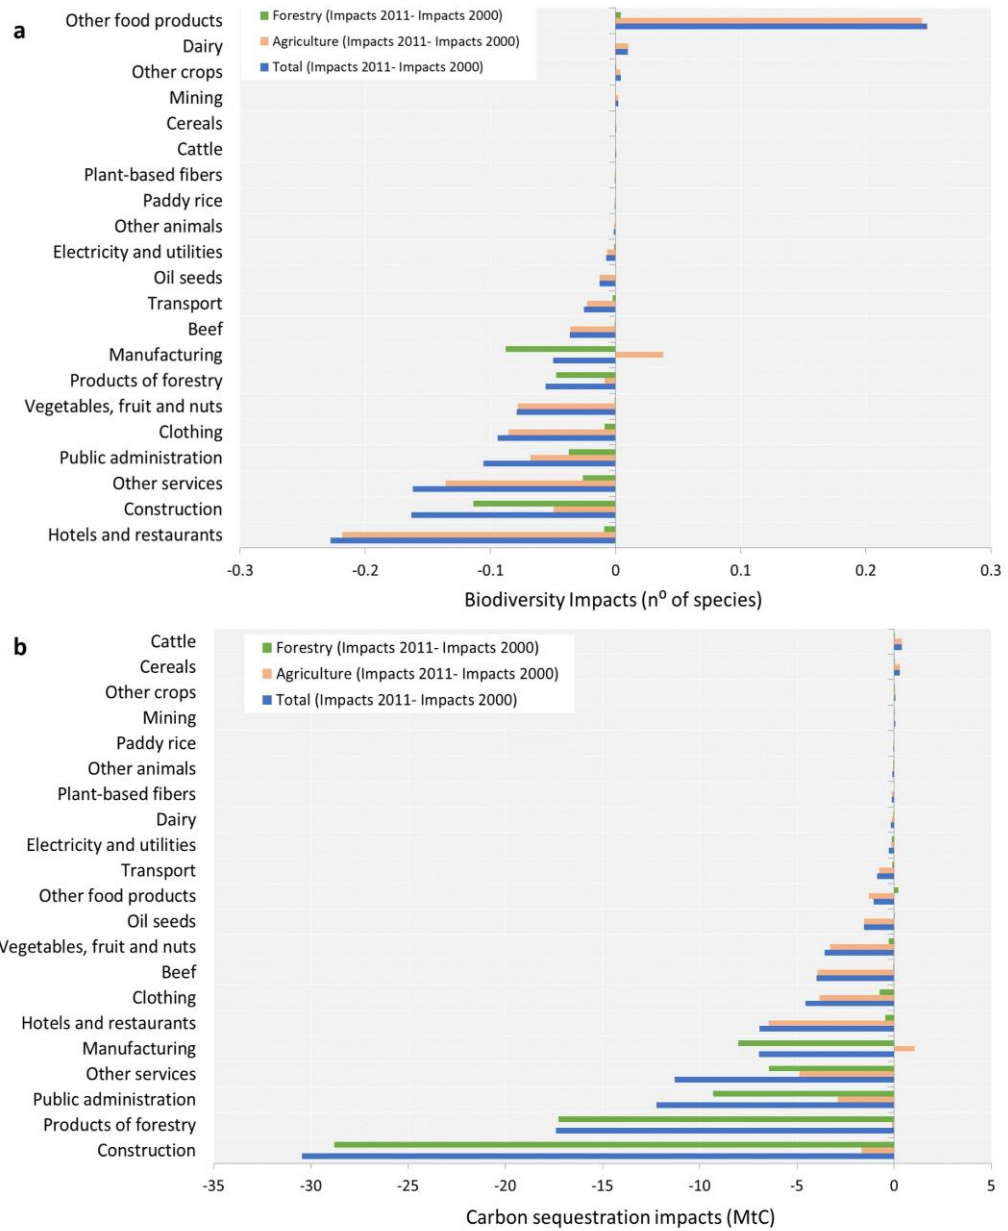 a
Other food products
Dairy
Other crops
Mining
Cereals
Cattle
Plant-based fibers
Paddy rice
Other animals
Electricity and utilities
Oil seeds
Transport
Beef
Manufacturing
Products of forestry
Vegetables, fruit and nuts
Clothing
Public administration
Other services
Construction
Hotels and restaurants
Forestry (Impacts 2011- Impacts 2000)
Agriculture (Impacts 2011- Impacts 2000)
Total (Impacts 2011- Impacts 2000)
-0.3 -0.2 -0.1 0 0.1 0.2 0.3
Biodiversity Impacts (nº of species)
b
Cattle
Cereals
Other crops
Mining
Paddy rice
Other animals
Plant-based fibers
Dairy
Electricity and utilities
Transport
Other food products
Oil seeds
Vegetables, fruit and nuts
Beef
Clothing
Hotels and restaurants
Manufacturing
Other services
Public administration
Products of forestry
Construction
Forestry (Impacts 2011- Impacts 2000)
Agriculture (Impacts 2011- Impacts 2000)
Total (Impacts 2011- Impacts 2000)
-35 -30 -25 -20 -15 -10 -5 0 5
Carbon sequestration impacts (MtC)